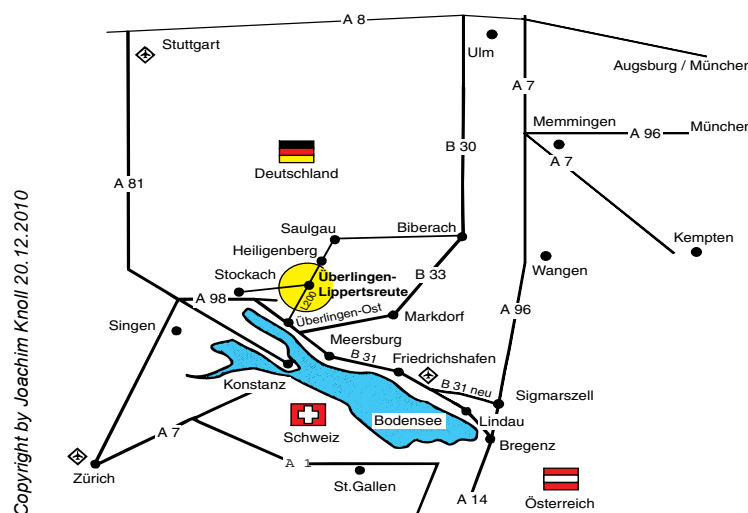 A 8
Stuttgart
Ulm
Augsburg / Müncher
A 7
Memmingen
A 96
Müncher
A 7
B 30
Deutschland
A 81
Saulgau
Biberach
Heiligenberg
Kempten
Stockach
Überlingen-
Lippertsreute
B 33
Wangen
A 98
L200
Überlingen-Ost
Markdorf
A 96
Singen
Meersburg
B 31
Friedrichshafen
B 31 neu
Konstanz
Sigmarszell
Bodensee
Lindau
Schweiz
Bregenz
A 7
A 1
Zürich
St.Gallen
A 14
Österreich
Copyright by Joachim Knoll 20.12.2010